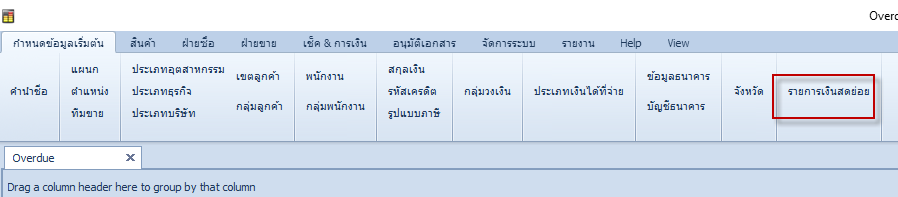 Overd
กำหนดข้อมูลเริ่มต้น สินค้า ฝ่ายซื้อ ฝ่ายขาย เช็ค & การเงิน อนุมัติเอกสาร จัดการระบบ รายงาน Help View
คำนำชื่อ
แผนก
ตำแหน่ง
ทีมขาย
ประเภทอุตสาหกรรม
ประเภทธุรกิจ
ประเภทบริษัท
เขตลูกค้า
กลุ่มลูกค้า
พนักงาน
กลุ่มพนักงาน
สกุลเงิน
รหัสเครดิต
รูปแบบภาษี
กลุ่มวงเงิน
ประเภทเงินได้ที่จ่าย
ข้อมูลธนาคาร
บัญชีธนาคาร
จังหวัด
รายการเงินสดย่อย
Overdue
Drag a column header here to group by that column